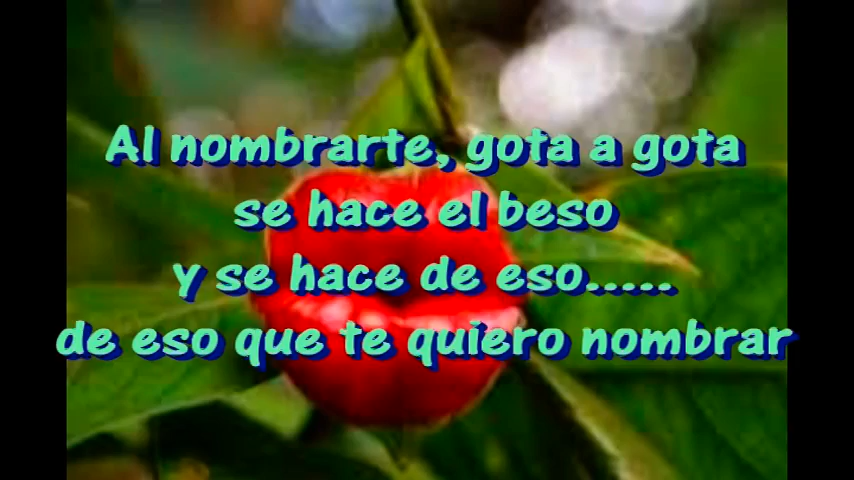 Al nombrarte, gota a gota
se hace el beso
y se hace de eso.....
de eso que te quiero nombrar